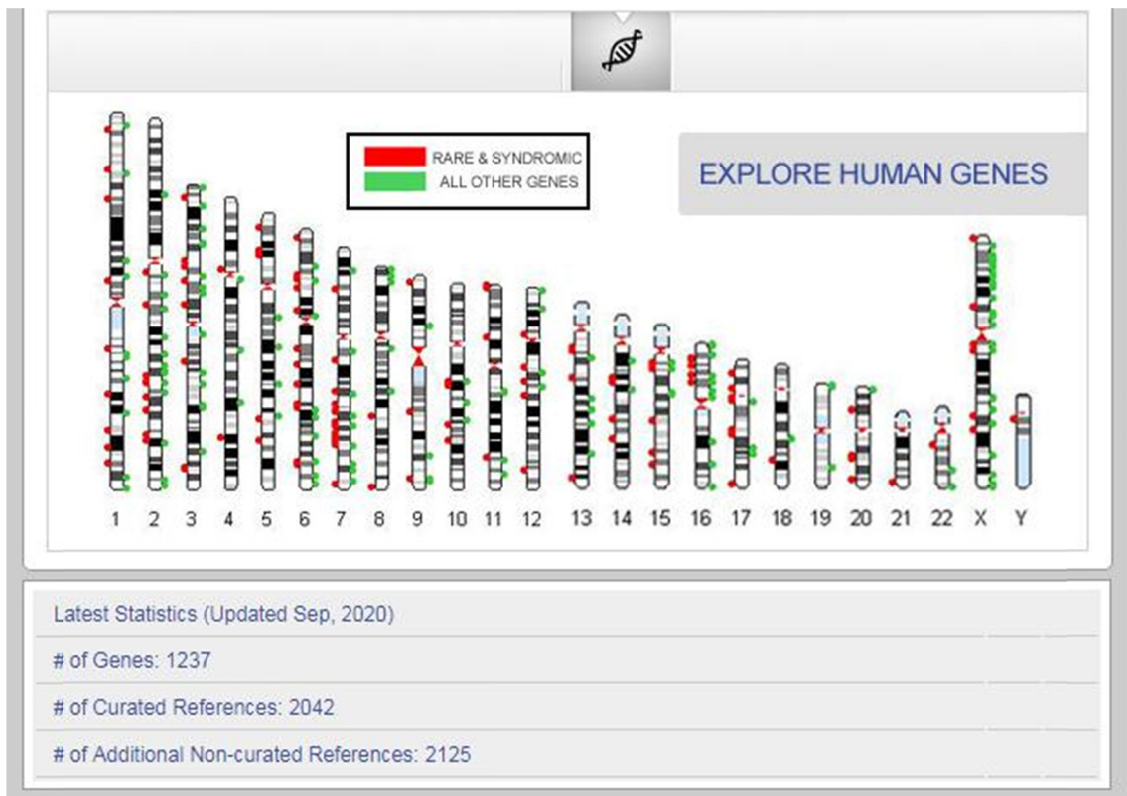 RARE & SYNDROMIC
ALL OTHER GENES
EXPLORE HUMAN GENES
1 2 3 4 5 6 7 8 9 10 11 12 13 14 15 16 17 18 19 20 21 22 X Y
Latest Statistics (Updated Sep, 2020)
# of Genes: 1237
# of Curated References: 2042
# of Additional Non-curated References: 2125